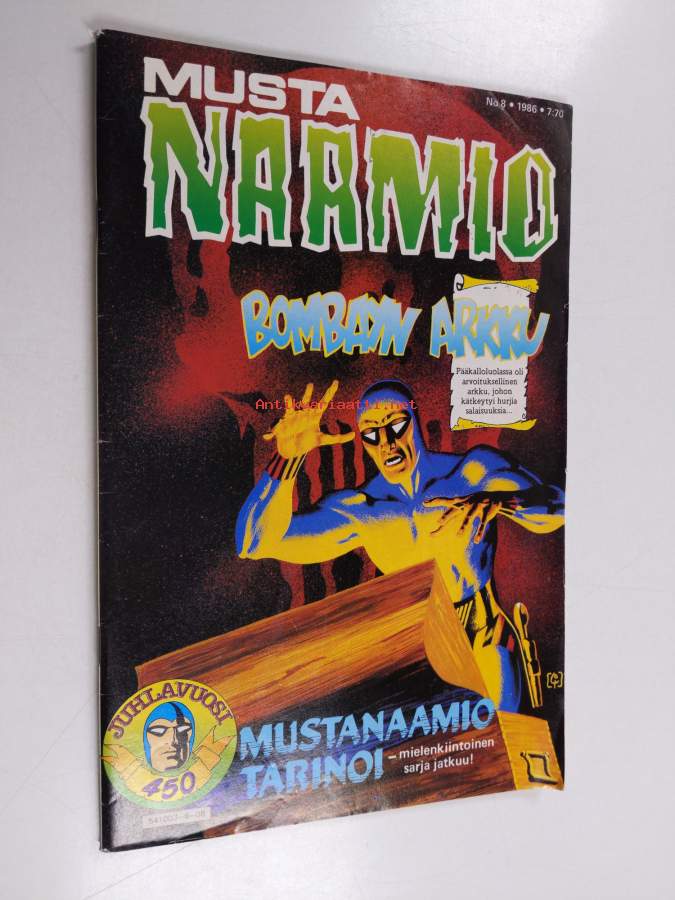 MUSTA
No 8 • 1986 • 7:70
NAAMIO
BOMBAYN ARKKU
Pääkalloluolassa oli
arvoituksellinen
arkku, johon
kätkeytyi hurjia
salaisuuksia...
Antikvariaatti.net
JUHLAVUOSI
450
MUSTANAAMIO
TARINOI
– mielenkiintoinen
sarja jatkuu!